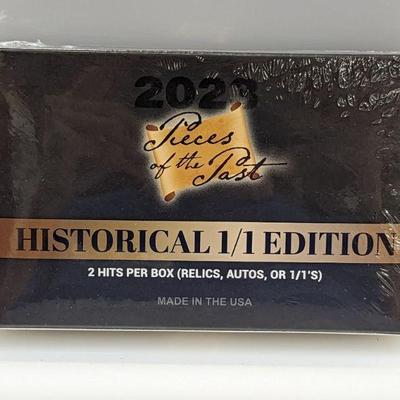 2023
Pieces
of the Past
HISTORICAL 1/1 EDITION
2 HITS PER BOX (RELICS, AUTOS, OR 1/1'S)
MADE IN THE USA